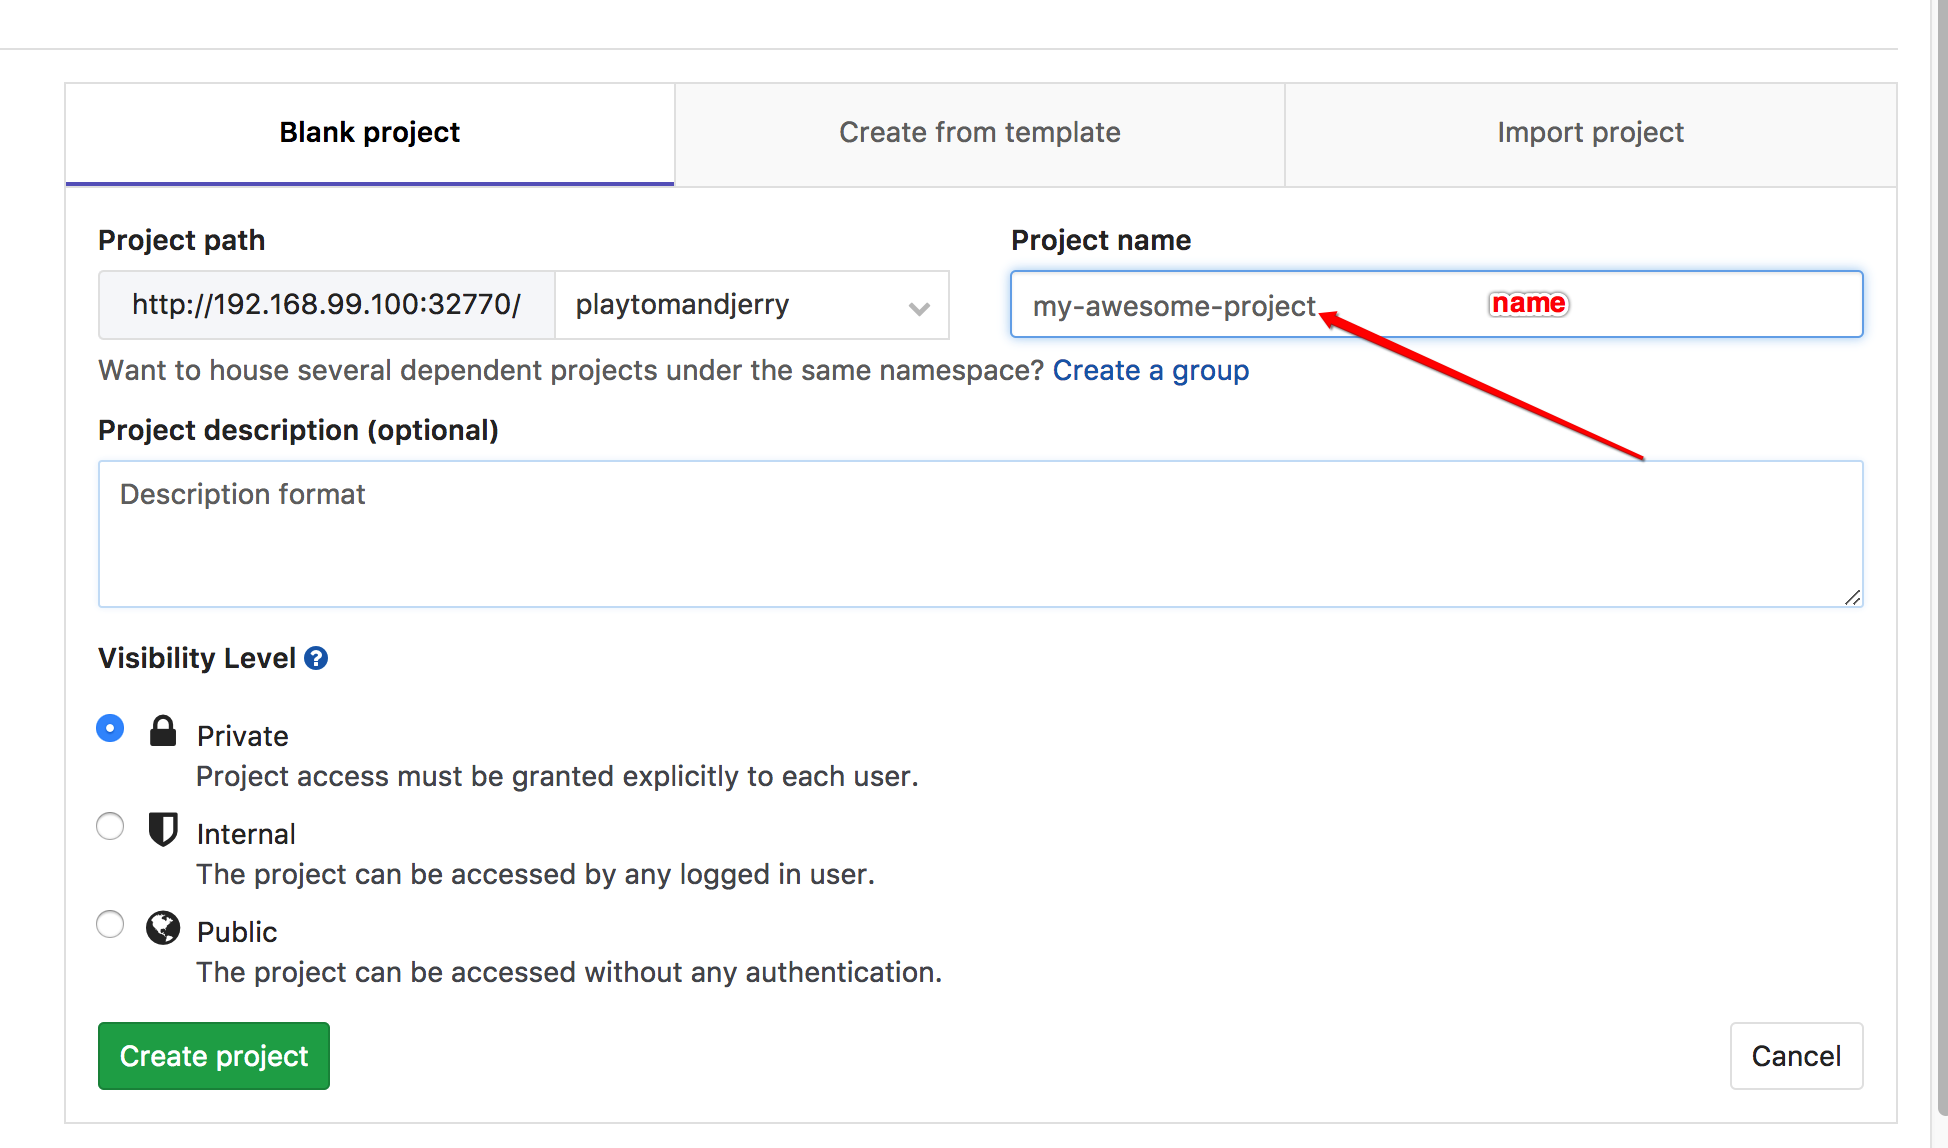 Blank project
Create from template
Import project
Project path
Project name
http://192.168.99.100:32770/
playtomandjerry
my-awesome-project
name
Want to house several dependent projects under the same namespace? Create a group
Project description (optional)
Description format
Visibility Level ?
Private
Project access must be granted explicitly to each user.
Internal
The project can be accessed by any logged in user.
Public
The project can be accessed without any authentication.
Create project
Cancel